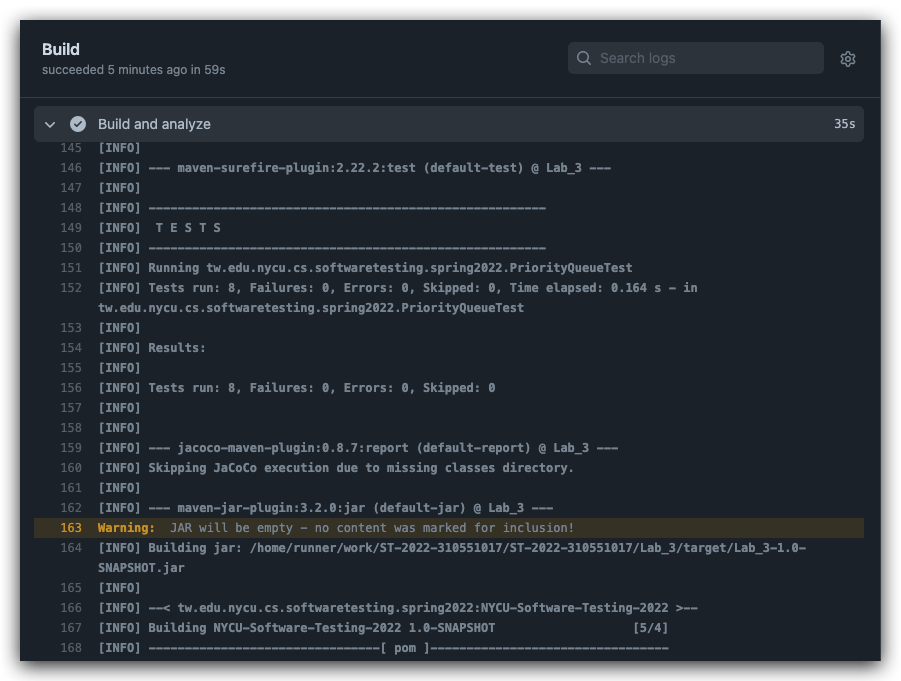 Build
succeeded 5 minutes ago in 59s
Search logs
Build and analyze 35s
145 [INFO]
146 [INFO] --- maven-surefire-plugin:2.22.2:test (default-test) @ Lab_3 ---
147 [INFO]
148 [INFO] -------------------------------------------------------
149 [INFO]  T E S T S
150 [INFO] -------------------------------------------------------
151 [INFO] Running tw.edu.nycu.cs.softwaretesting.spring2022.PriorityQueueTest
152 [INFO] Tests run: 8, Failures: 0, Errors: 0, Skipped: 0, Time elapsed: 0.164 s - in
tw.edu.nycu.cs.softwaretesting.spring2022.PriorityQueueTest
153 [INFO]
154 [INFO] Results:
155 [INFO]
156 [INFO] Tests run: 8, Failures: 0, Errors: 0, Skipped: 0
157 [INFO]
158 [INFO]
159 [INFO] --- jacoco-maven-plugin:0.8.7:report (default-report) @ Lab_3 ---
160 [INFO] Skipping JaCoCo execution due to missing classes directory.
161 [INFO]
162 [INFO] --- maven-jar-plugin:3.2.0:jar (default-jar) @ Lab_3 ---
163 Warning:  JAR will be empty - no content was marked for inclusion!
164 [INFO] Building jar: /home/runner/work/ST-2022-310551017/ST-2022-310551017/Lab_3/target/Lab_3-1.0-
SNAPSHOT.jar
165 [INFO]
166 [INFO] --< tw.edu.nycu.cs.softwaretesting.spring2022:NYCU-Software-Testing-2022 >--
167 [INFO] Building NYCU-Software-Testing-2022 1.0-SNAPSHOT                   [5/4]
168 [INFO] --------------------------------[ pom ]---------------------------------